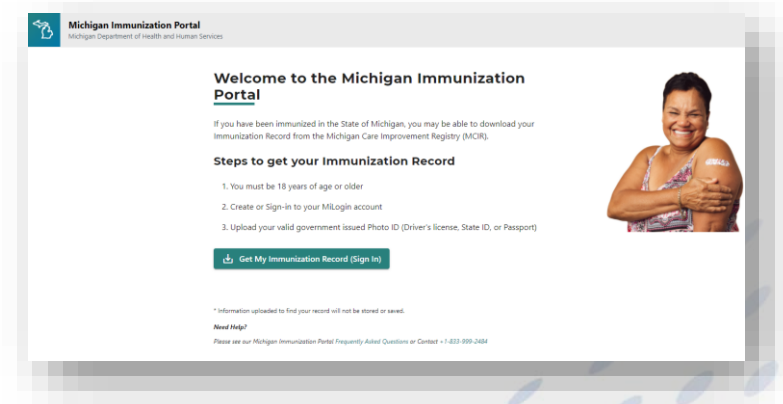 Michigan Immunization Portal
Michigan Department of Health and Human Services
Welcome to the Michigan Immunization
Portal
If you have been immunized in the State of Michigan, you may be able to download your
Immunization Record from the Michigan Care Improvement Registry (MCIR).
Steps to get your Immunization Record
1. You must be 18 years of age or older
2. Create or Sign-in to your MiLogin account
3. Upload your valid government issued Photo ID (Driver's license, State ID, or Passport)
Get My Immunization Record (Sign In)
* Information uploaded to find your record will not be stored or saved.
Need Help?
Please see our Michigan Immunization Portal Frequently Asked Questions or Contact +1-833-999-2484